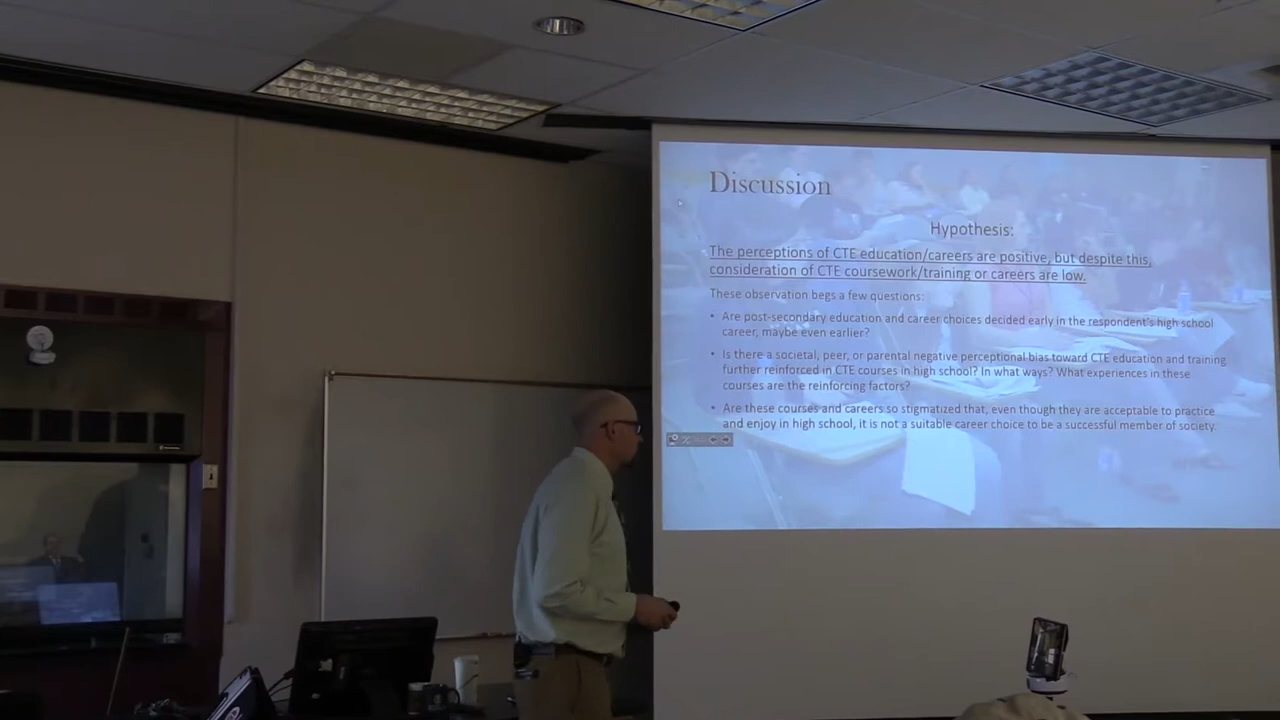 Discussion
Hypothesis:
The perceptions of CTE education/careers are positive, but despite this,
consideration of CTE coursework/training or careers are low.
These observation begs a few questions:
• Are post-secondary education and career choices decided early in the respondent's high school
career, maybe even earlier?
• Is there a societal, peer, or parental negative perceptional bias toward CTE education and training
further reinforced in CTE courses in high school? In what ways? What experiences in these
courses are the reinforcing factors?
• Are these courses and careers so stigmatized that, even though they are acceptable to practice
and enjoy in high school, it is not a suitable career choice to be a successful member of society.